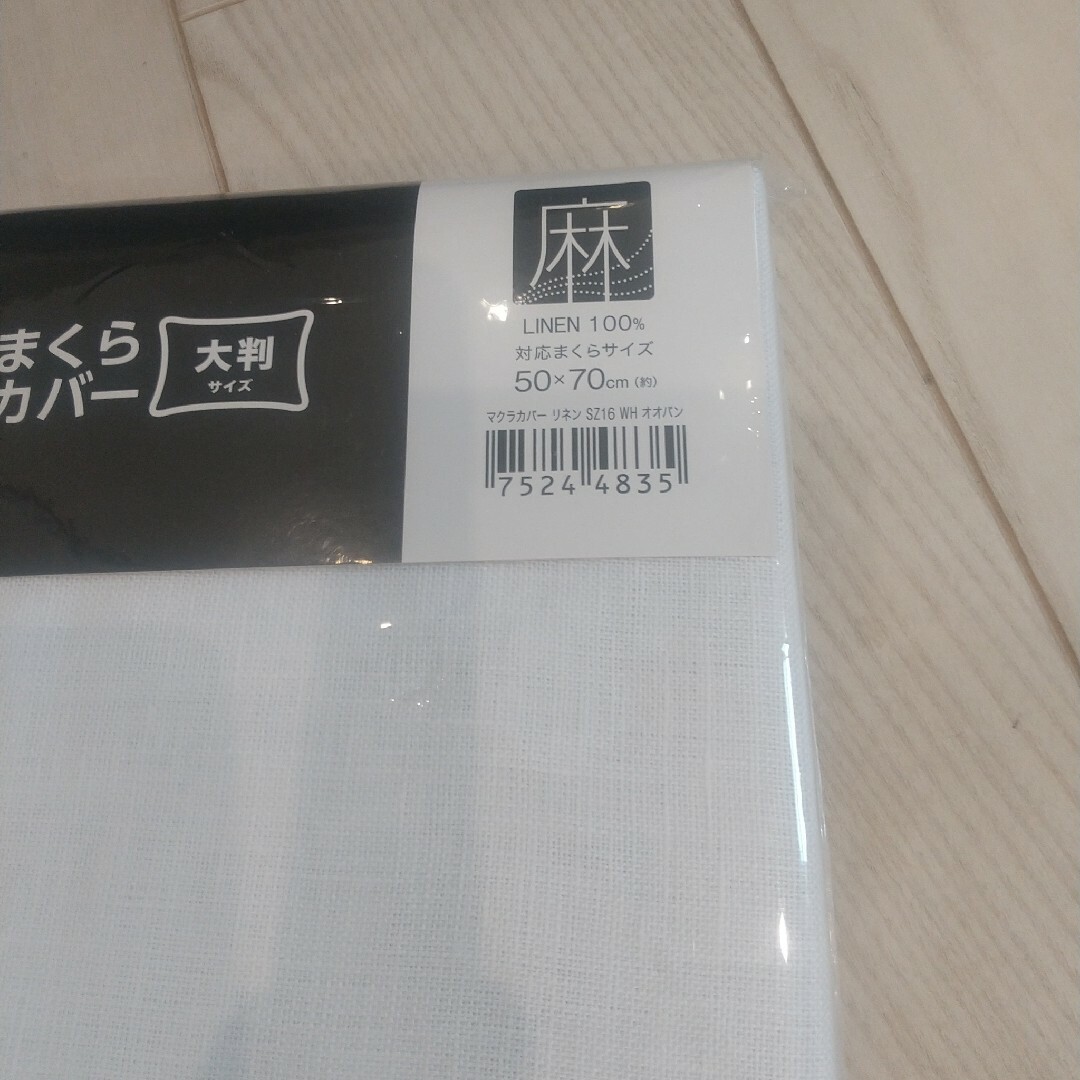 まくら
カバー
大判
サイズ
麻
LINEN 100%
対応まくらサイズ
50×70cm (約)
マクラカバー リネン SZ16 WH オオバン
7524 4835